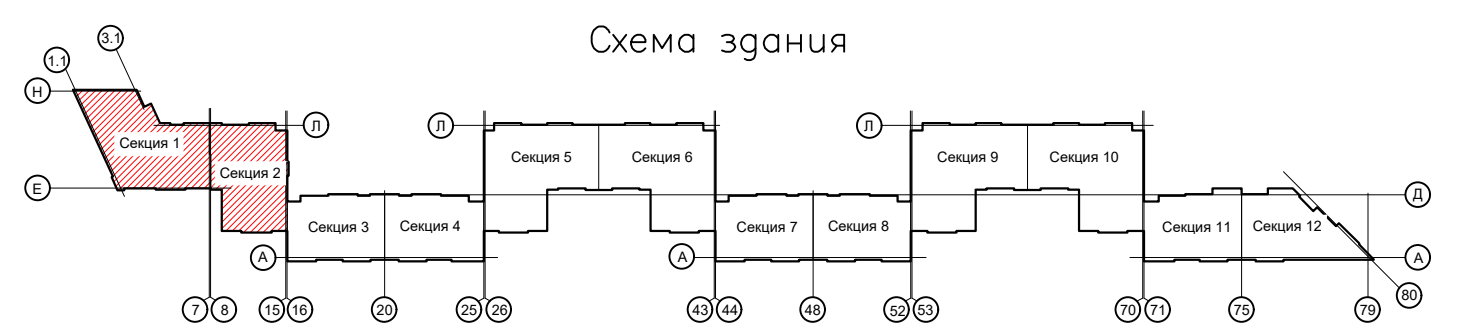 Схема здания
3.1
1.1
Н
Л
Л
Л
Секция 1
Секция 2
Секция 5
Секция 6
Секция 9
Секция 10
Е
Д
Секция 3
Секция 4
Секция 7
Секция 8
Секция 11
Секция 12
А
А
А
7 8 15 16 20 25 26 43 44 48 52 53 70 71 75 79
80